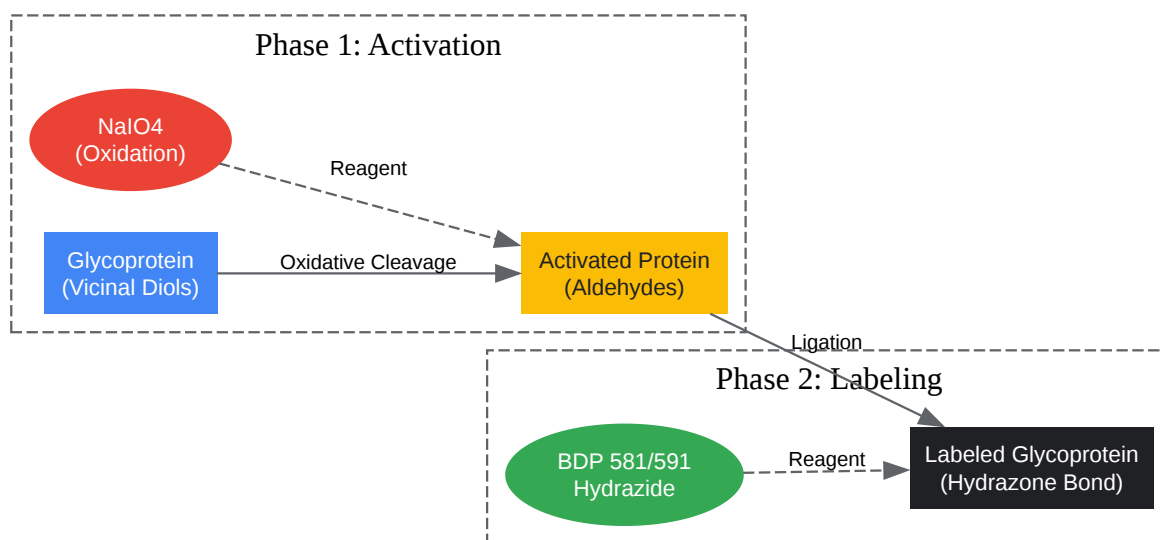 Phase 1: Activation
NaIO4
(Oxidation)
Reagent
Glycoprotein
(Vicinal Diols)
Oxidative Cleavage
Activated Protein
(Aldehydes)
Ligation
Phase 2: Labeling
BDP 581/591
Hydrazide
Reagent
Labeled Glycoprotein
(Hydrazone Bond)